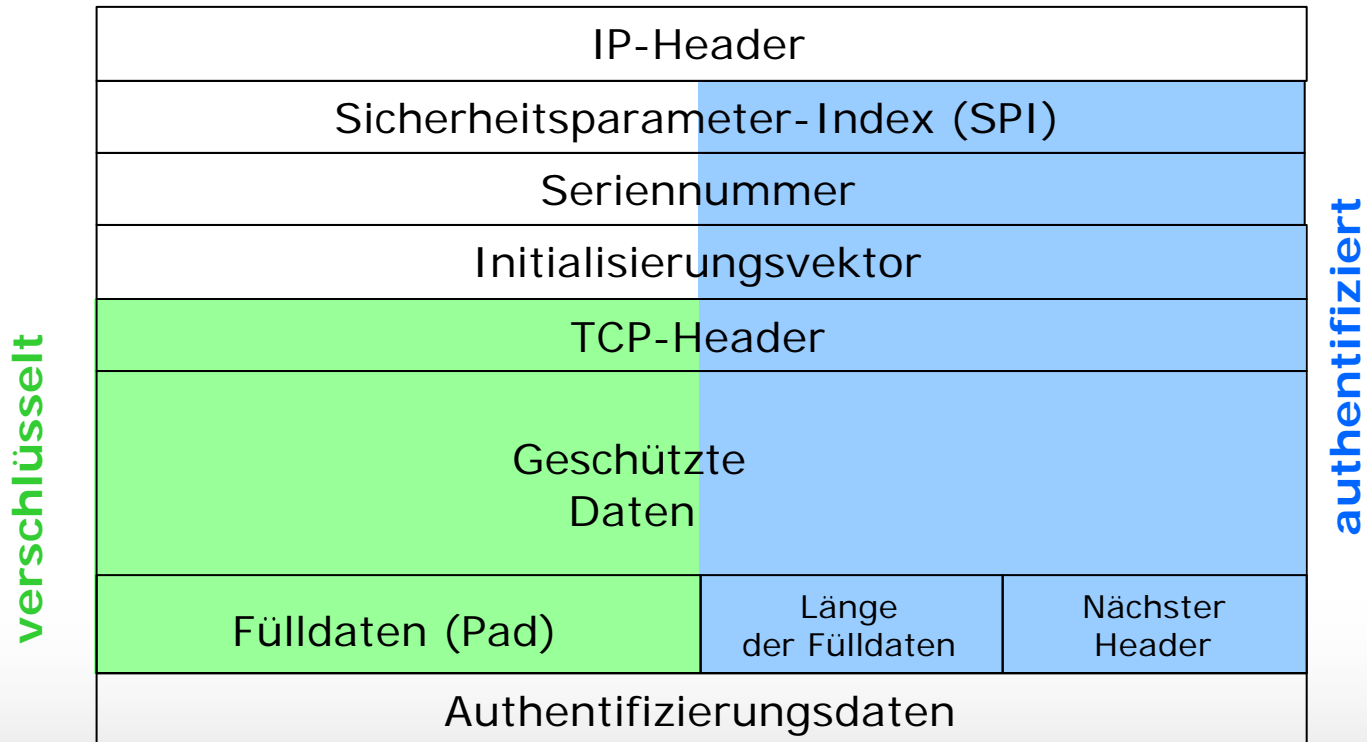 IP-Header
Sicherheitsparameter-Index (SPI)
Seriennummer
Initialisierungsvektor
TCP-Header
Geschützte
Daten
Fülldaten (Pad)
Länge
der Fülldaten
Nächster
Header
Authentifizierungsdaten
verschlüsselt
authentifiziert